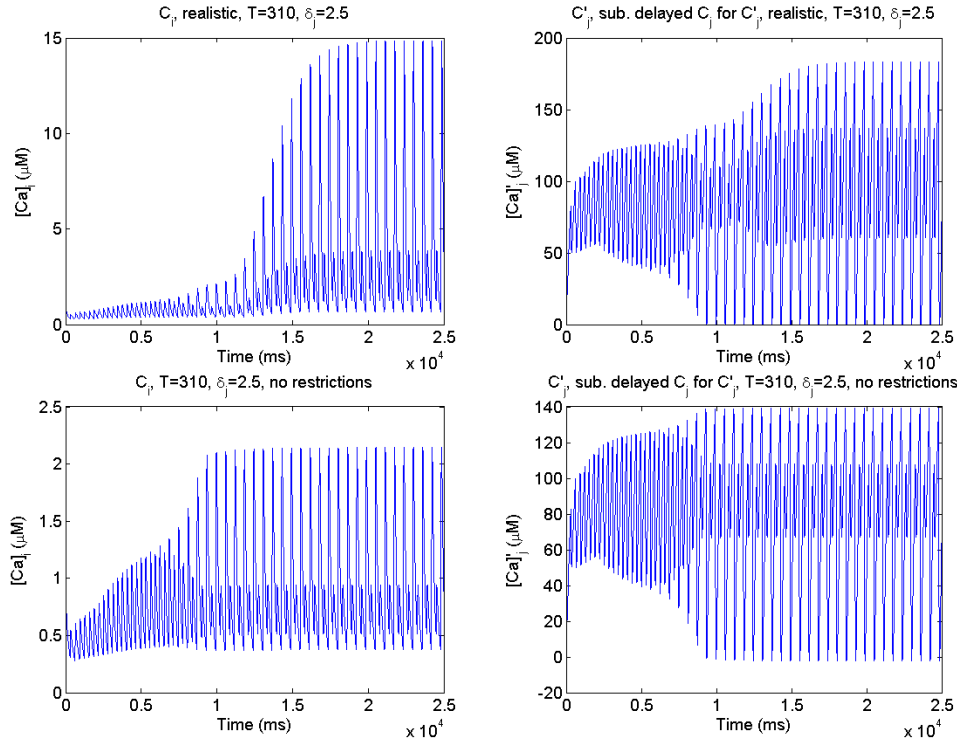 C_i, realistic, T=310, δ_j=2.5
15
10
5
0
[Ca]_i (μM)
0 0.5 1 1.5 2 2.5
Time (ms)
x 10^4
C'_j, sub. delayed C_j for C'_j, realistic, T=310, δ_j=2.5
200
150
100
50
0
[Ca]'_j (μM)
0 0.5 1 1.5 2 2.5
Time (ms)
x 10^4
C_i, T=310, δ_j=2.5, no restrictions
2.5
2
1.5
1
0.5
0
[Ca]_i (μM)
0 0.5 1 1.5 2 2.5
Time (ms)
x 10^4
C'_j, sub. delayed C_j for C'_j, T=310, δ_j=2.5, no restrictions
140
120
100
80
60
40
20
0
-20
[Ca]'_j (μM)
0 0.5 1 1.5 2 2.5
Time (ms)
x 10^4